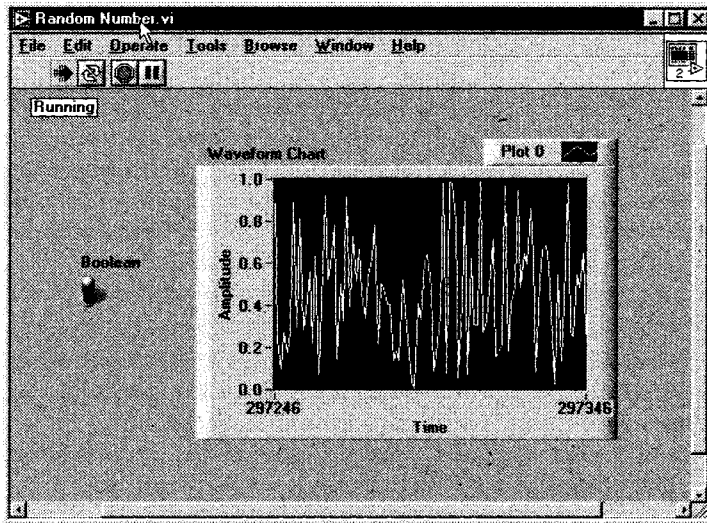 Random Number.vi
File Edit Operate Tools Browse Window Help
2
Running
Waveform Chart
Plot 0
1.0
0.8
0.6
0.4
0.2
0.0
Amplitude
Boolean
297246
297346
Time